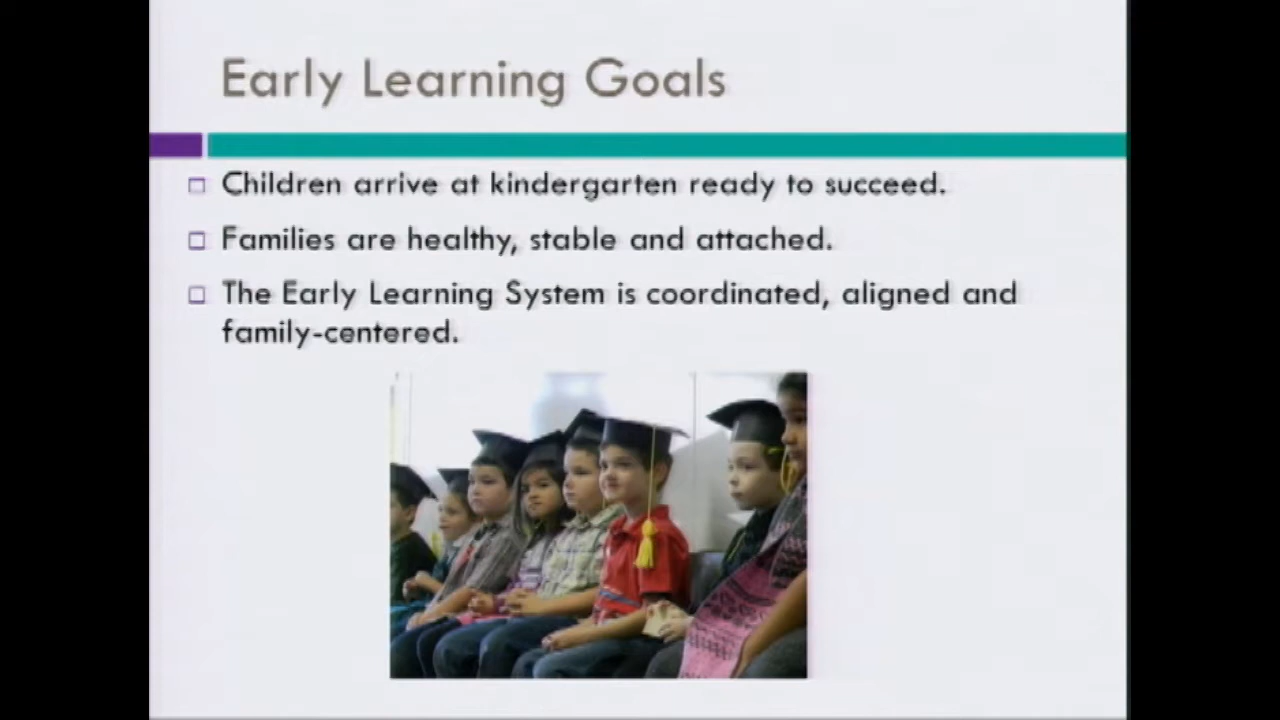 Early Learning Goals
Children arrive at kindergarten ready to succeed.
Families are healthy, stable and attached.
The Early Learning System is coordinated, aligned and
family-centered.